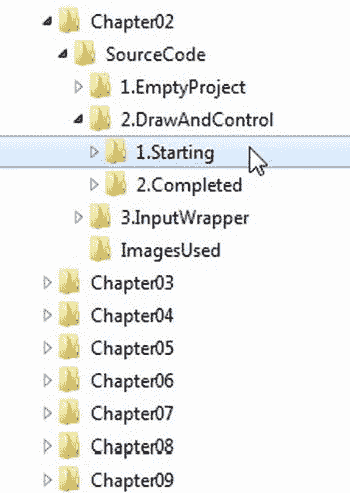 Chapter02
SourceCode
1.EmptyProject
2.DrawAndControl
1.Starting
2.Completed
3.InputWrapper
ImagesUsed
Chapter03
Chapter04
Chapter05
Chapter06
Chapter07
Chapter08
Chapter09